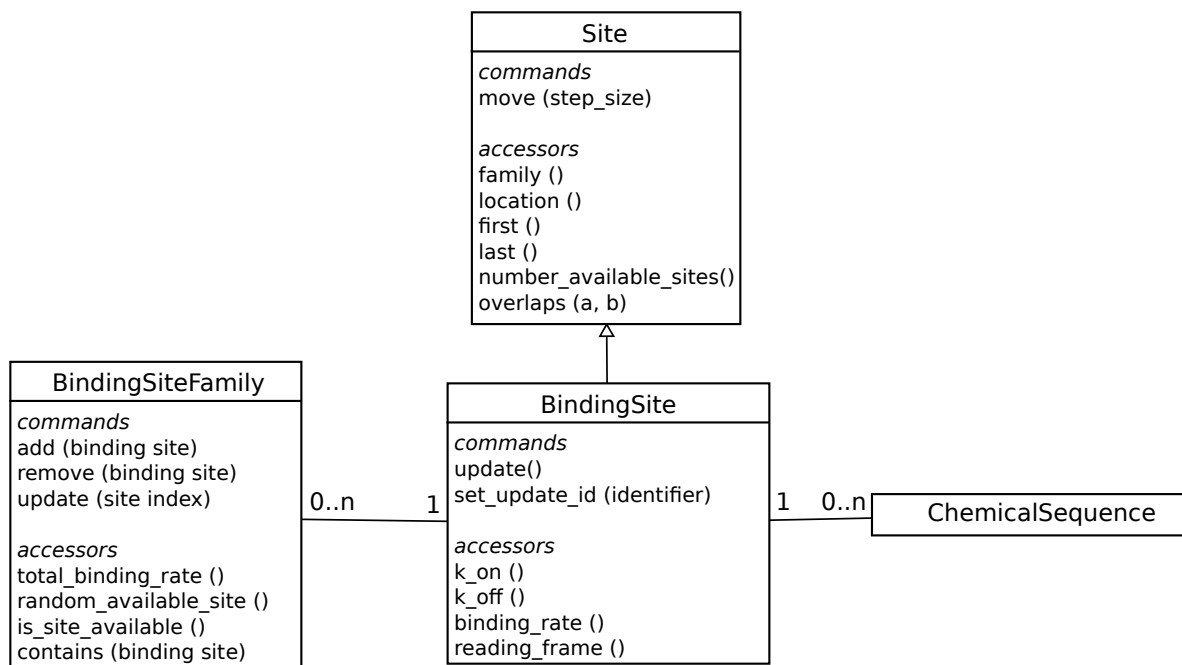 Site
commands
move (step_size)
accessors
family ()
location ()
first ()
last ()
number_available_sites()
overlaps (a, b)
BindingSiteFamily
commands
add (binding site)
remove (binding site)
update (site index)
accessors
total_binding_rate ()
random_available_site ()
is_site_available ()
contains (binding site)
0..n
1
BindingSite
commands
update()
set_update_id (identifier)
accessors
k_on ()
k_off ()
binding_rate ()
reading_frame ()
1
0..n
ChemicalSequence